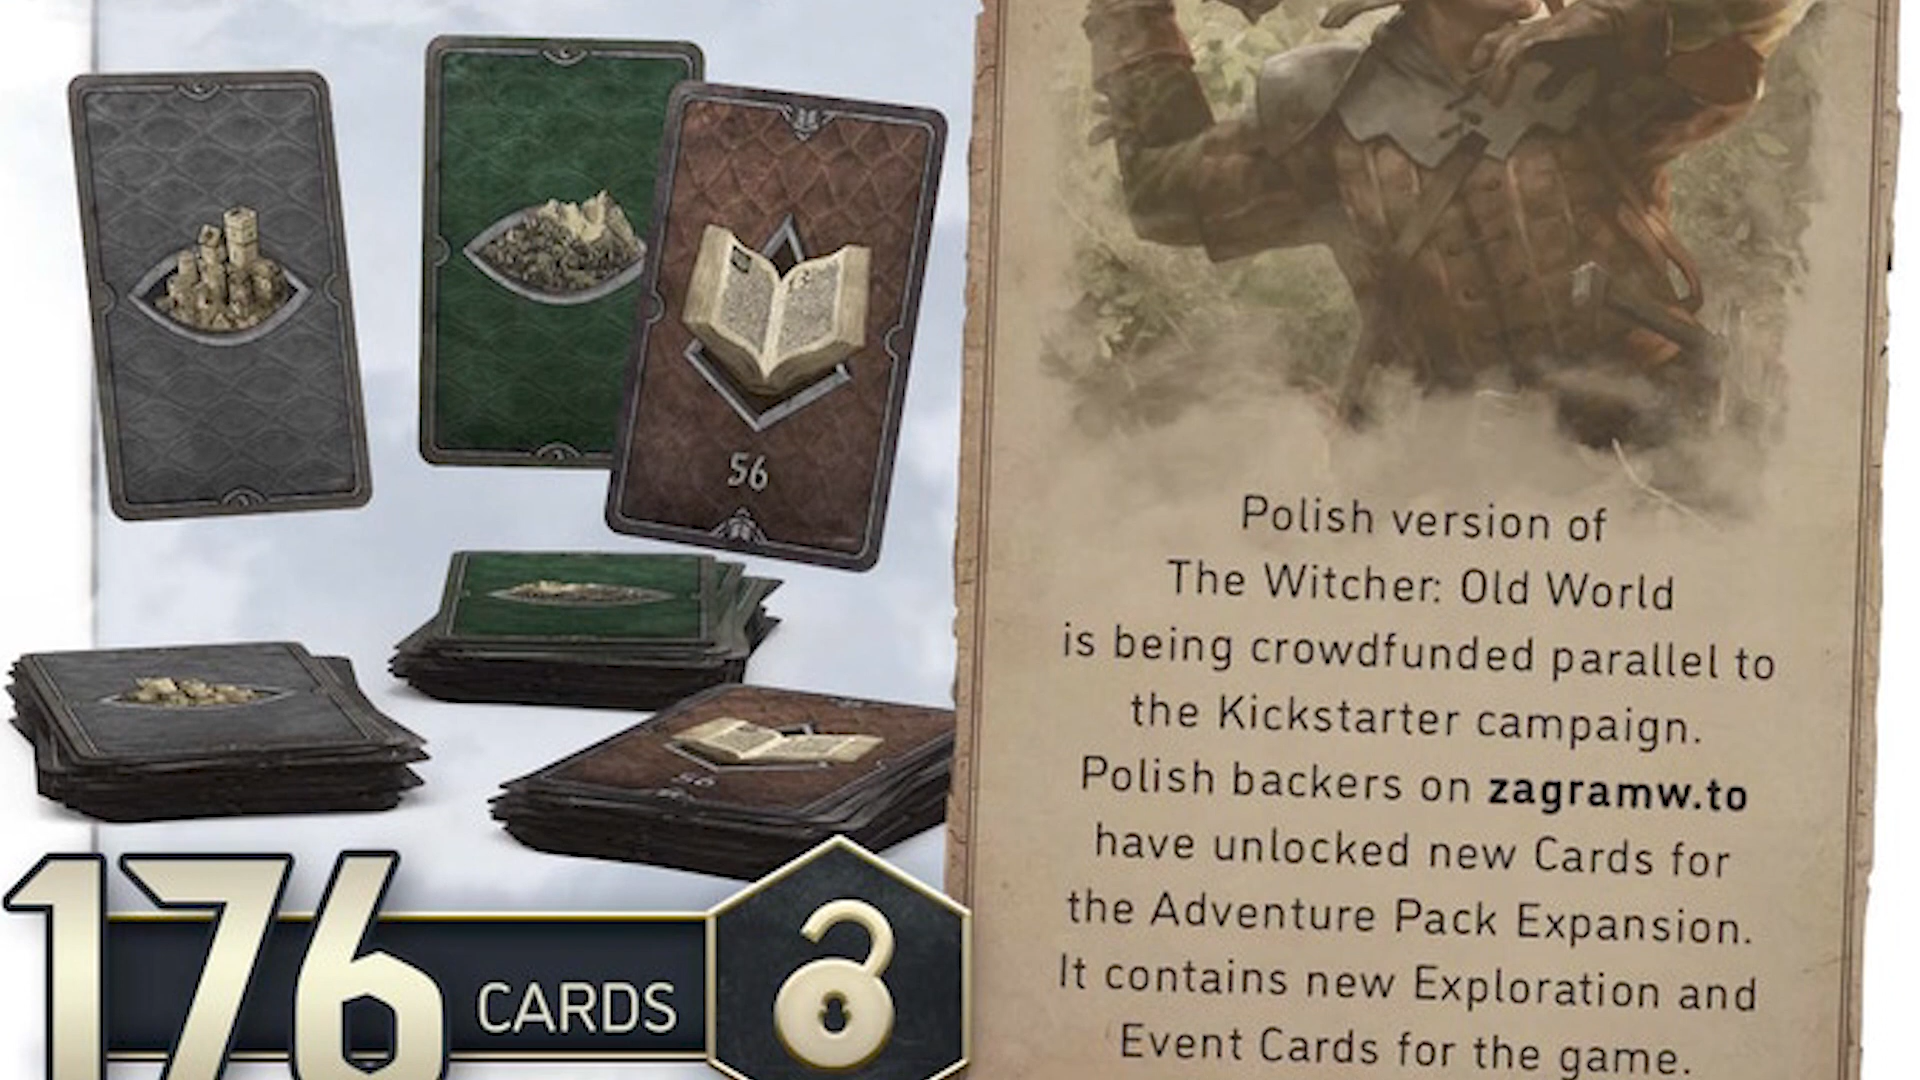 56
176 CARDS
Polish version of
The Witcher: Old World
is being crowdfunded parallel to
the Kickstarter campaign.
Polish backers on zagramw.to
have unlocked new Cards for
the Adventure Pack Expansion.
It contains new Exploration and
Event Cards for the game.